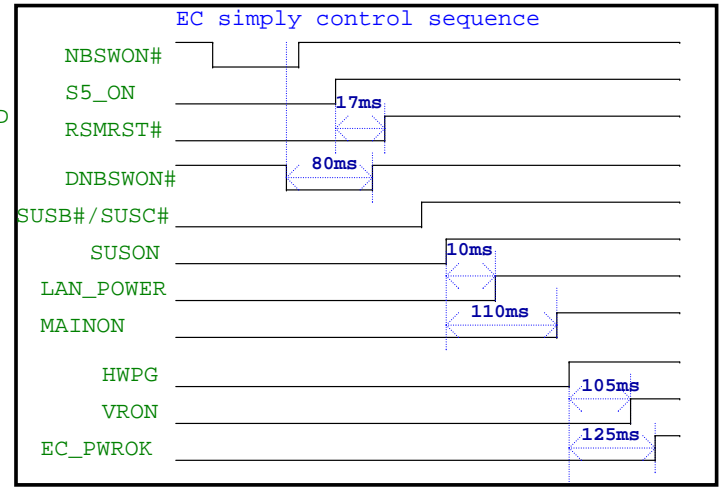 EC simply control sequence
NBSWON#
S5_ON
17ms
D
RSMRST#
80ms
DNBSWON#
SUSB#/SUSC#
SUSON
10ms
LAN_POWER
110ms
MAINON
HWPG
105ms
VRON
125ms
EC_PWROK